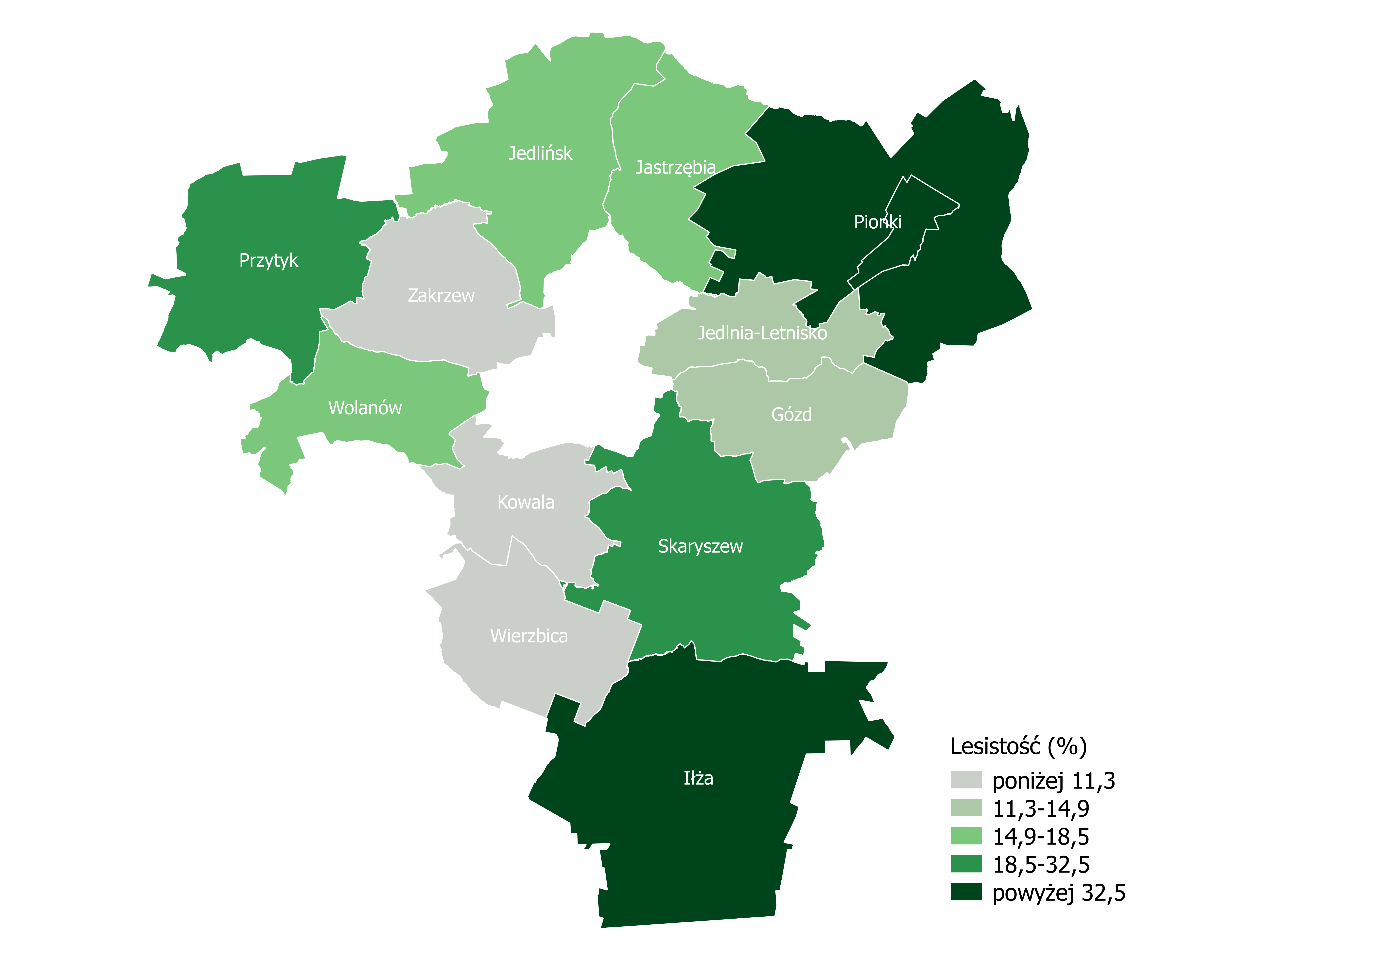 Jedlińsk
Jastrzębia
Pionki
Przytyk
Zakrzew
Jedlnia-Letnisko
Wolanów
Gózd
Kowala
Skaryszew
Wierzbica
Iłża
Lesistość (%)
poniżej 11,3
11,3-14,9
14,9-18,5
18,5-32,5
powyżej 32,5